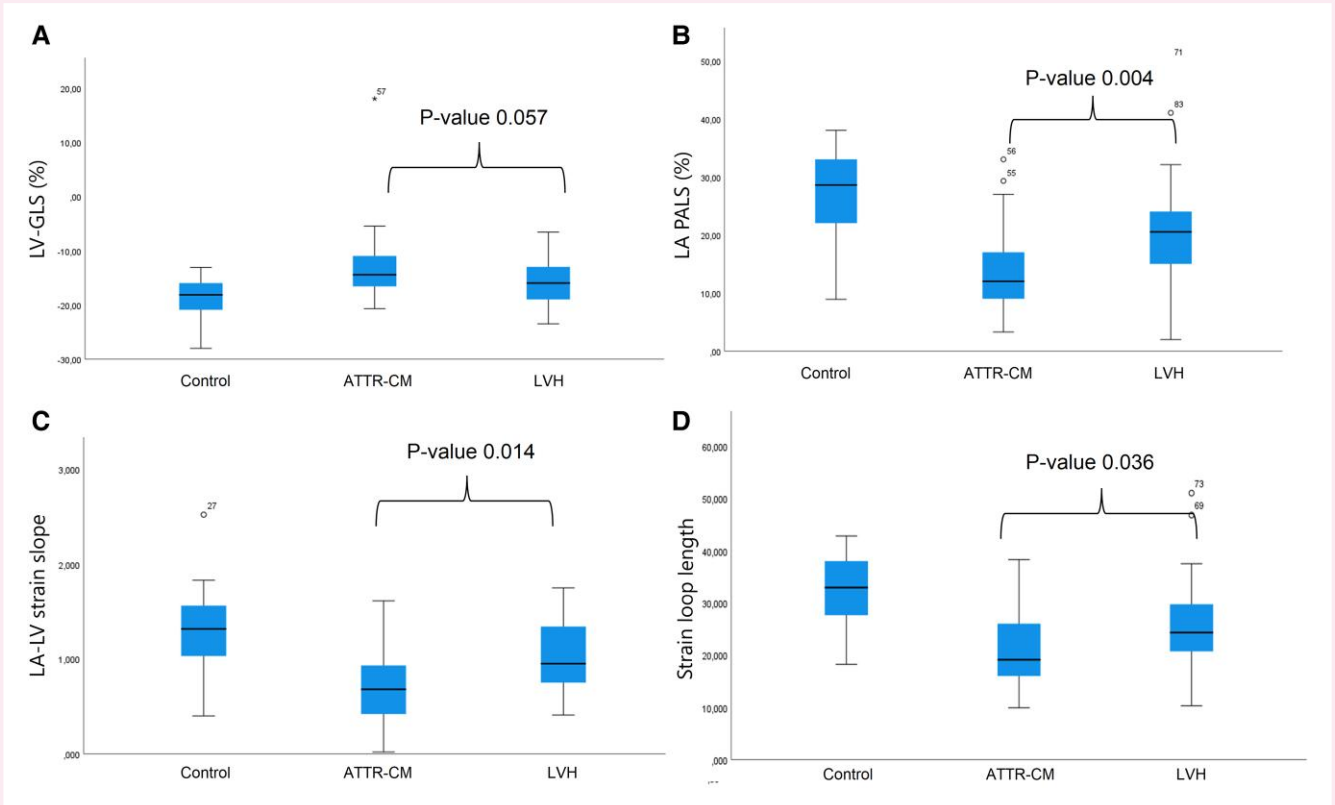 A
LV-GLS (%)
20,00
10,00
,00
-10,00
-20,00
-30,00
57
P-value 0.057
Control ATTR-CM LVH
B
LA PALS (%)
50,00
40,00
30,00
20,00
10,00
,00
71
83
56
55
P-value 0.004
Control ATTR-CM LVH
C
LA-LV strain slope
3,000
2,000
1,000
,000
27
P-value 0.014
Control ATTR-CM LVH
D
Strain loop length
60,000
50,000
40,000
30,000
20,000
10,000
,000
73
69
P-value 0.036
Control ATTR-CM LVH